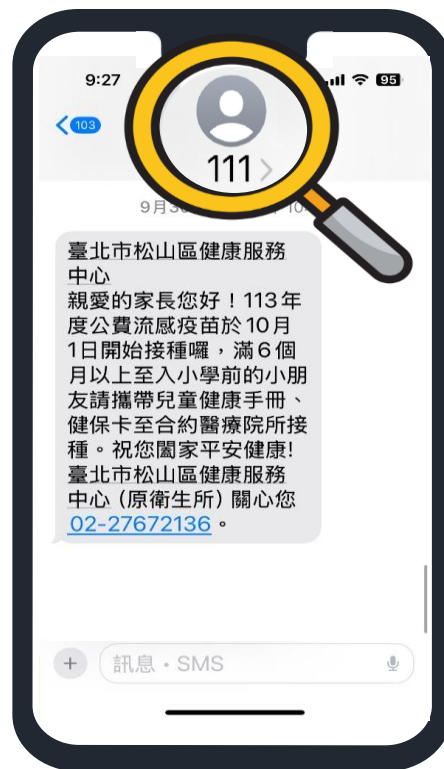 9:27
95
103
111
9月3
10
臺北市松山區健康服務
中心
親愛的家長您好！113年
度公費流感疫苗於10月
1日開始接種囉，滿6個
月以上至入小學前的小朋
友請攜帶兒童健康手冊、
健保卡至合約醫療院所接
種。祝您闔家平安健康!
臺北市松山區健康服務
中心（原衛生所）關心您
02-27672136。
訊息・SMS